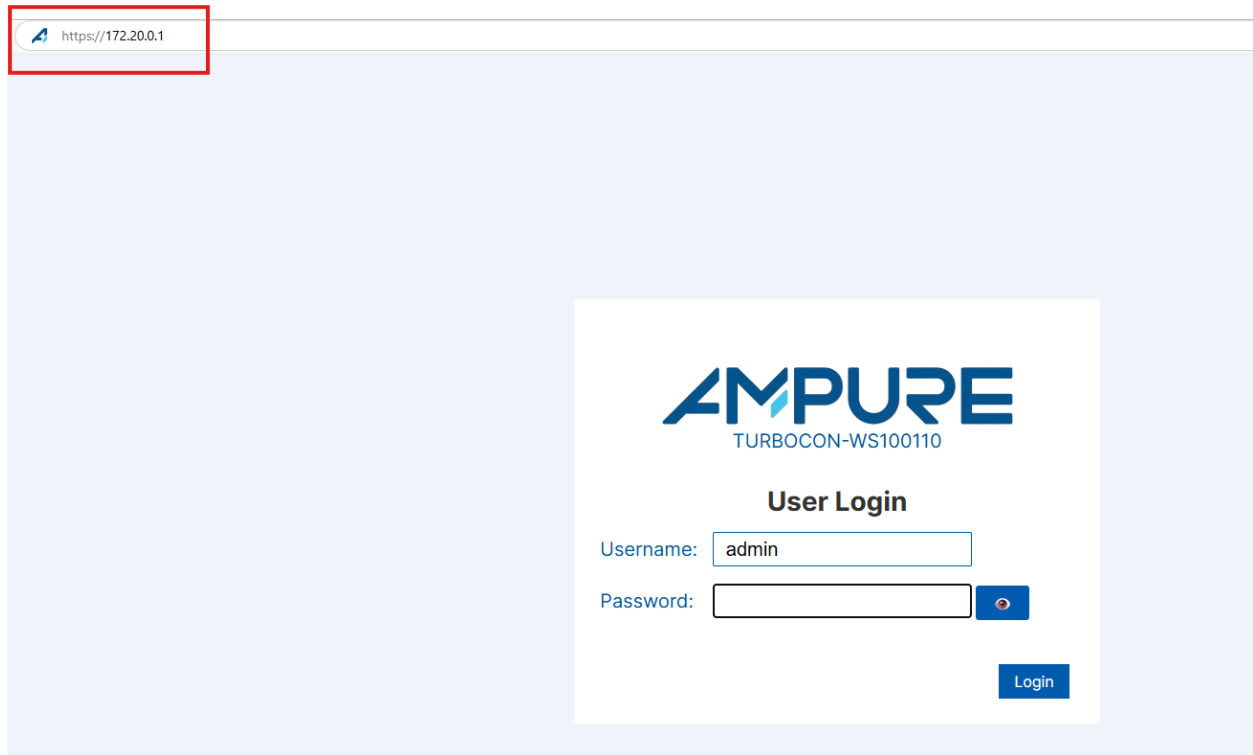 https://172.20.0.1
AMPURE
TURBOCON-WS100110
User Login
Username: admin
Password:
Login